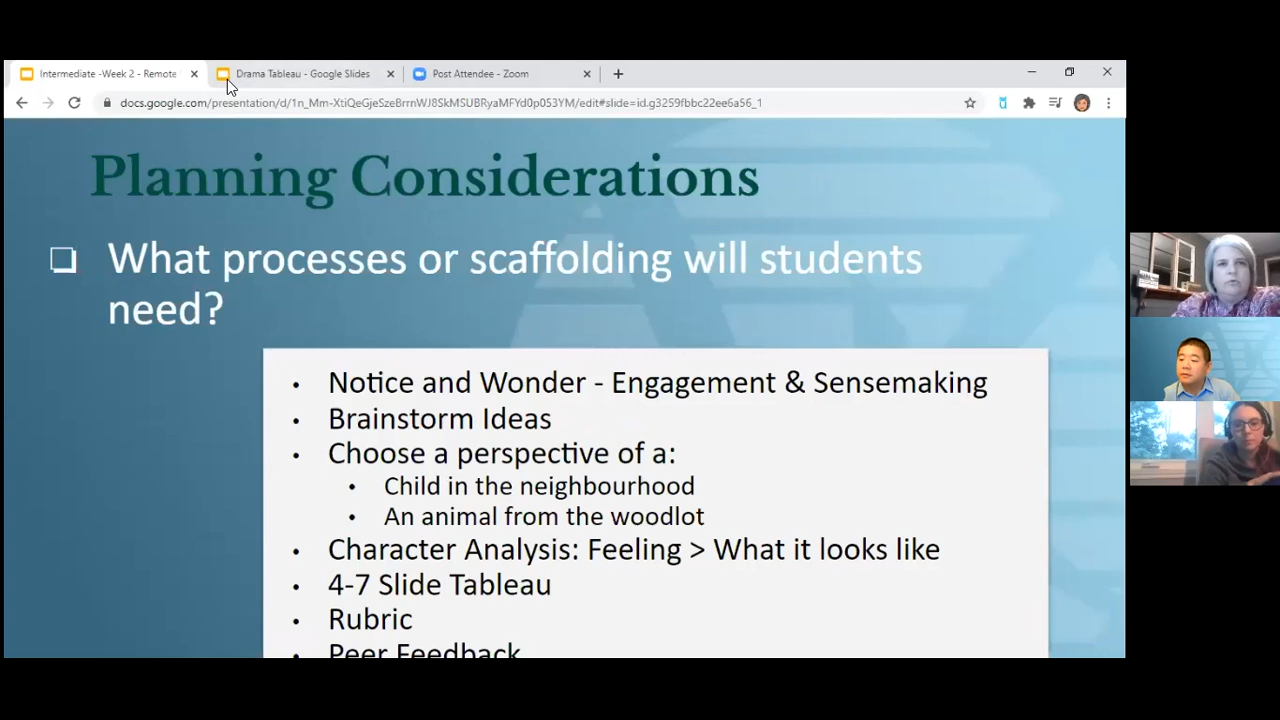 Intermediate -Week 2 - Remote
Drama Tableau - Google Slides
Post Attendee - Zoom
docs.google.com/presentation/d/1n_Mm-XtiQeGjeSzeBrrnWJ8SkMSUBRyaMFYd0p053YM/edit#slide=id.g3259fbbc22ee6a56_1
Planning Considerations
What processes or scaffolding will students
need?
• Notice and Wonder - Engagement & Sensemaking
• Brainstorm Ideas
• Choose a perspective of a:
• Child in the neighbourhood
• An animal from the woodlot
• Character Analysis: Feeling > What it looks like
• 4-7 Slide Tableau
• Rubric
• Peer Feedback